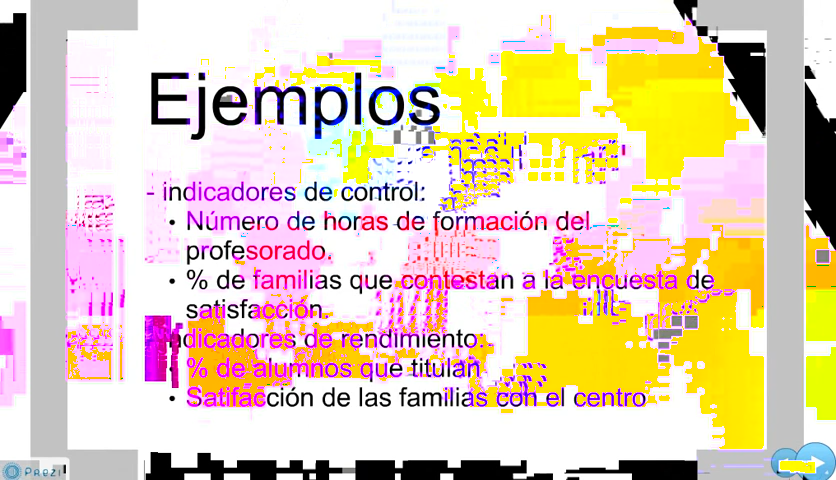 Ejemplos
- indicadores de control:
• Número de horas de formación del
profesorado.
• % de familias que contestan a la encuesta de
satisfacción.
ndicadores de rendimiento:
• % de alumnos que titulan
• Satifacción de las familias con el centro
Prezi